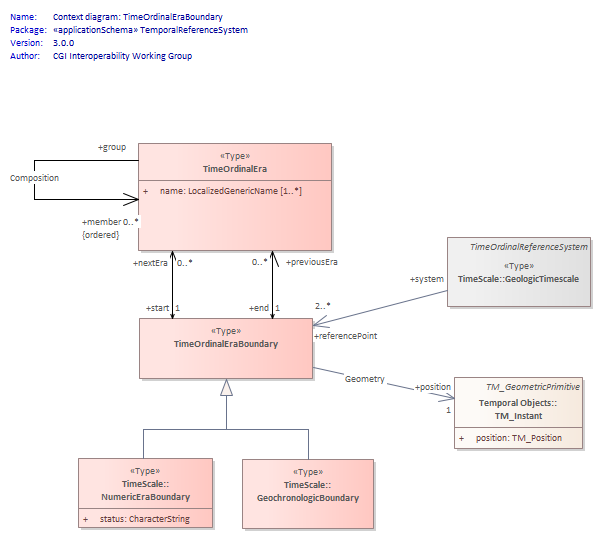 Name: Context diagram: TimeOrdinalEraBoundary
Package: «applicationSchema» TemporalReferenceSystem
Version: 3.0.0
Author: CGI Interoperability Working Group
+group
«Type»
TimeOrdinalEra
Composition
+ name: LocalizedGenericName [1..*]
+member 0..*
{ordered}
+nextEra 0..*
0..* +previousEra
TimeOrdinalReferenceSystem
«Type»
TimeScale::GeologicTimescale
+system
+start 1
+end 1
2..*
+referencePoint
«Type»
TimeOrdinalEraBoundary
Geometry
+position
1
TM_GeometricPrimitive
Temporal Objects::
TM_Instant
+ position: TM_Position
«Type»
TimeScale::
NumericEraBoundary
+ status: CharacterString
«Type»
TimeScale::
GeochronologicBoundary